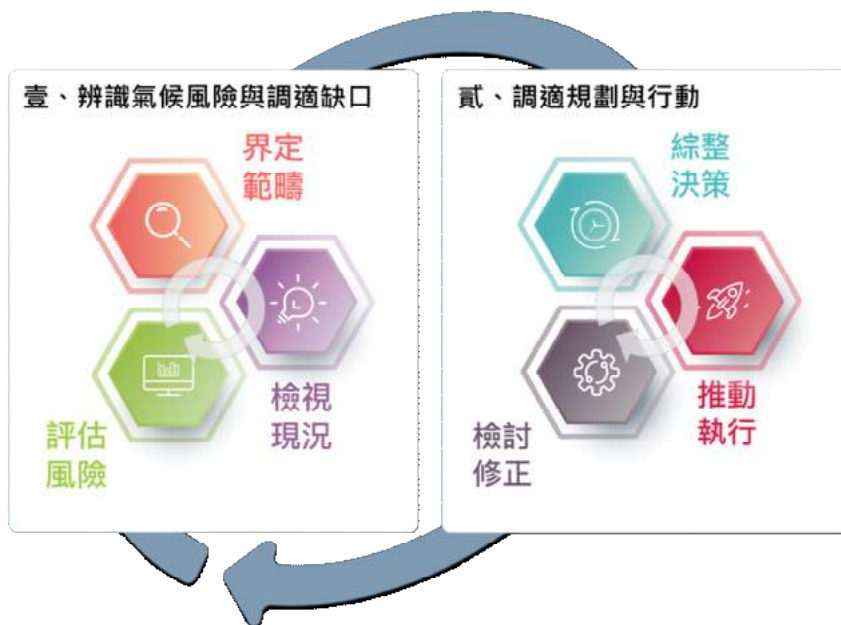 壹、辨識氣候風險與調適缺口
界定
範疇
檢視
現況
評估
風險
貳、調適規劃與行動
綜整
決策
推動
執行
檢討
修正